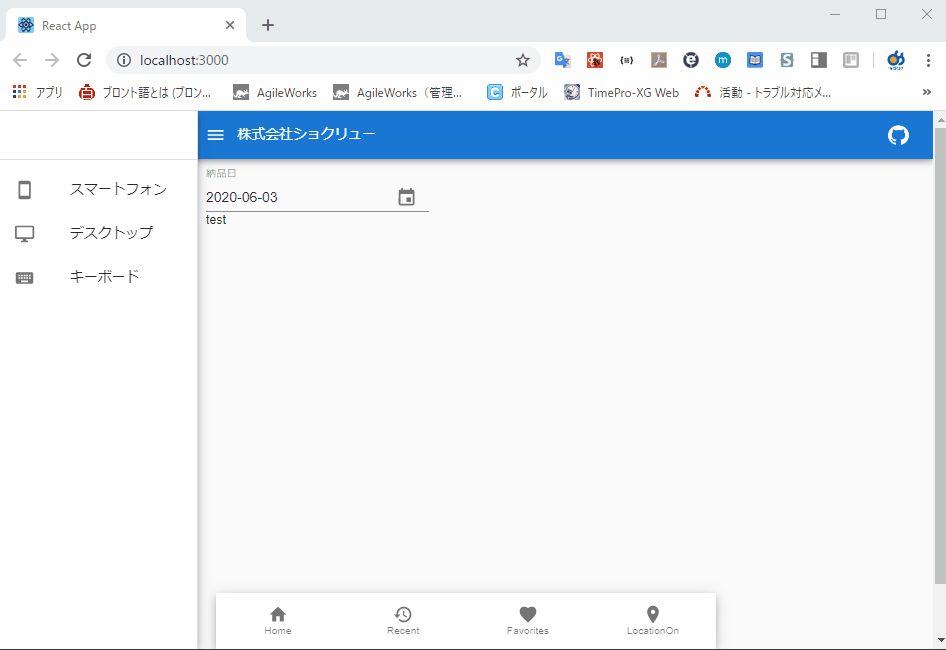 React App
localhost:3000
アプリ
ブロント語とは (ブロン...
AgileWorks
AgileWorks（管理...
ポータル
TimePro-XG Web
活動 - トラブル対応メ...
株式会社ショクリュー
スマートフォン
デスクトップ
キーボード
納品日
2020-06-03
test
Home
Recent
Favorites
LocationOn